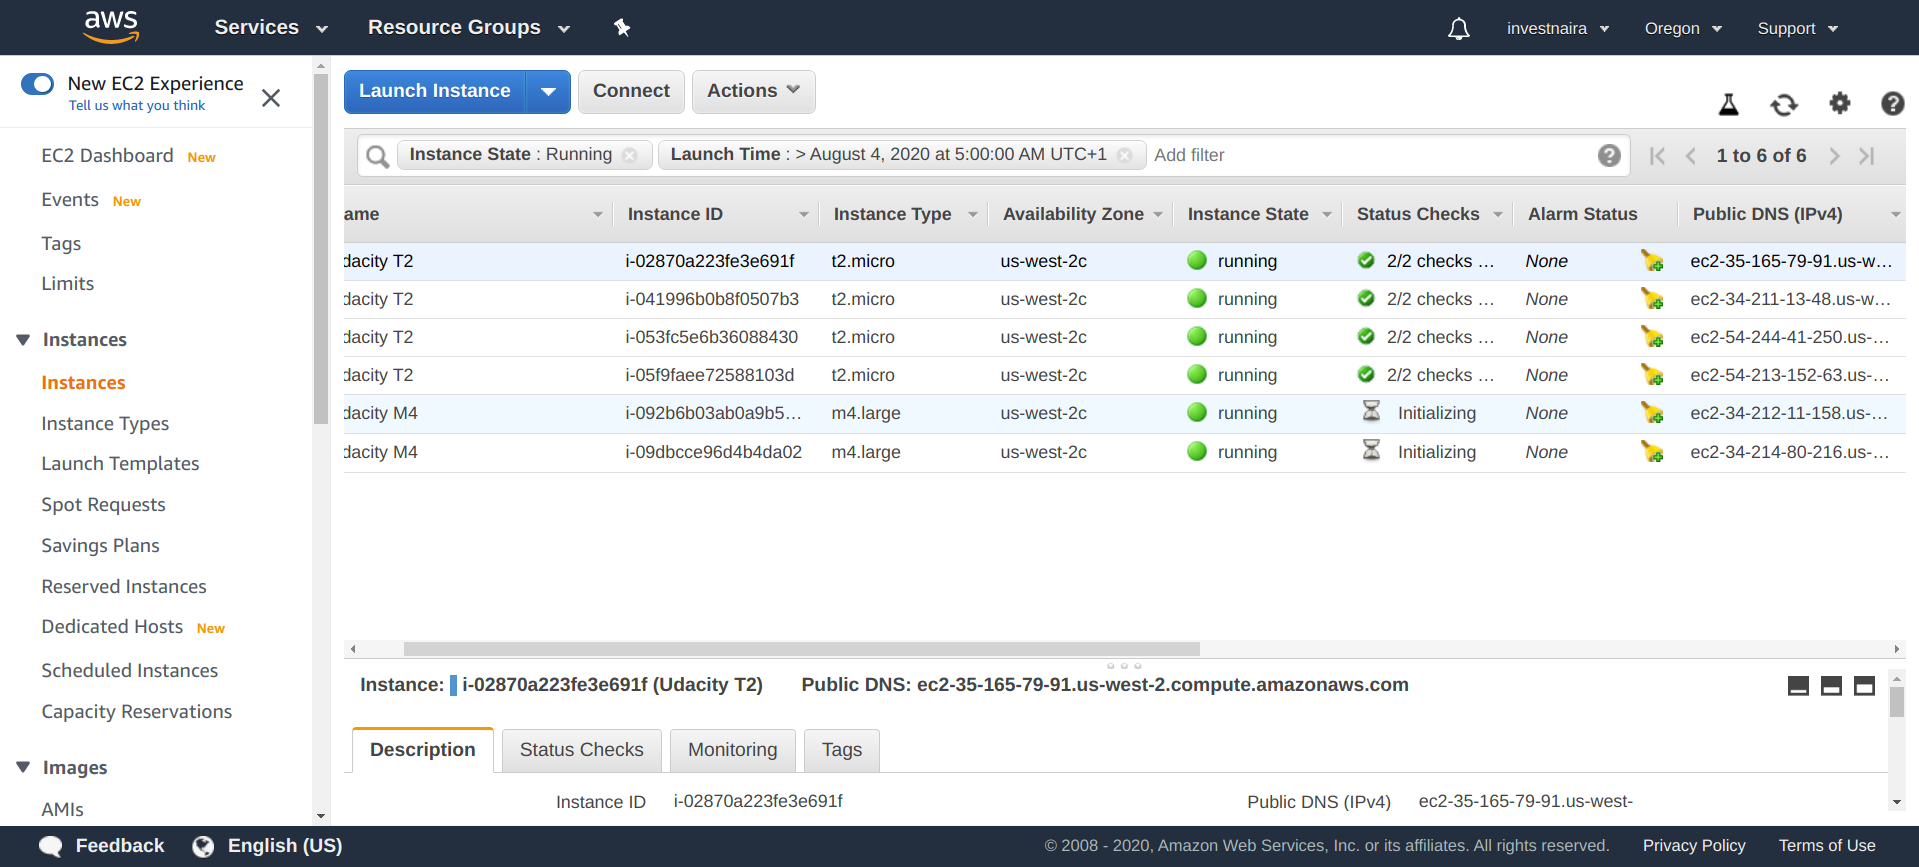 aws Services Resource Groups investnaira Oregon Support
New EC2 Experience
Tell us what you think
EC2 Dashboard New
Events New
Tags
Limits
Instances
Instances
Instance Types
Launch Templates
Spot Requests
Savings Plans
Reserved Instances
Dedicated Hosts New
Scheduled Instances
Capacity Reservations
Images
AMIs
Launch Instance Connect Actions
Instance State : Running Launch Time : > August 4, 2020 at 5:00:00 AM UTC+1 Add filter 1 to 6 of 6
ame Instance ID Instance Type Availability Zone Instance State Status Checks Alarm Status Public DNS (IPv4)
dacity T2 i-02870a223fe3e691f t2.micro us-west-2c running 2/2 checks ... None ec2-35-165-79-91.us-w...
dacity T2 i-041996b0b8f0507b3 t2.micro us-west-2c running 2/2 checks ... None ec2-34-211-13-48.us-w...
dacity T2 i-053fc5e6b36088430 t2.micro us-west-2c running 2/2 checks ... None ec2-54-244-41-250.us-...
dacity T2 i-05f9faee72588103d t2.micro us-west-2c running 2/2 checks ... None ec2-54-213-152-63.us-...
dacity M4 i-092b6b03ab0a9b5... m4.large us-west-2c running Initializing None ec2-34-212-11-158.us-...
dacity M4 i-09dbcce96d4b4da02 m4.large us-west-2c running Initializing None ec2-34-214-80-216.us-...
Instance: i-02870a223fe3e691f (Udacity T2) Public DNS: ec2-35-165-79-91.us-west-2.compute.amazonaws.com
Description Status Checks Monitoring Tags
Instance ID i-02870a223fe3e691f Public DNS (IPv4) ec2-35-165-79-91.us-west-
Feedback English (US) © 2008 - 2020, Amazon Web Services, Inc. or its affiliates. All rights reserved. Privacy Policy Terms of Use